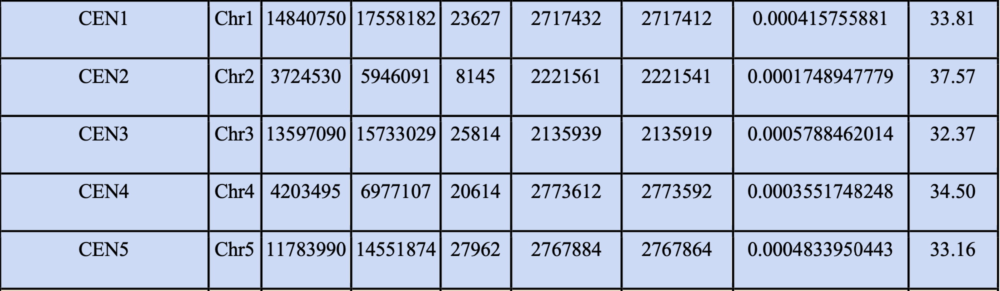 CEN1 Chr1 14840750 17558182 23627 2717432 2717412 0.000415755881 33.81
CEN2 Chr2 3724530 5946091 8145 2221561 2221541 0.0001748947779 37.57
CEN3 Chr3 13597090 15733029 25814 2135939 2135919 0.0005788462014 32.37
CEN4 Chr4 4203495 6977107 20614 2773612 2773592 0.0003551748248 34.50
CEN5 Chr5 11783990 14551874 27962 2767884 2767864 0.0004833950443 33.16